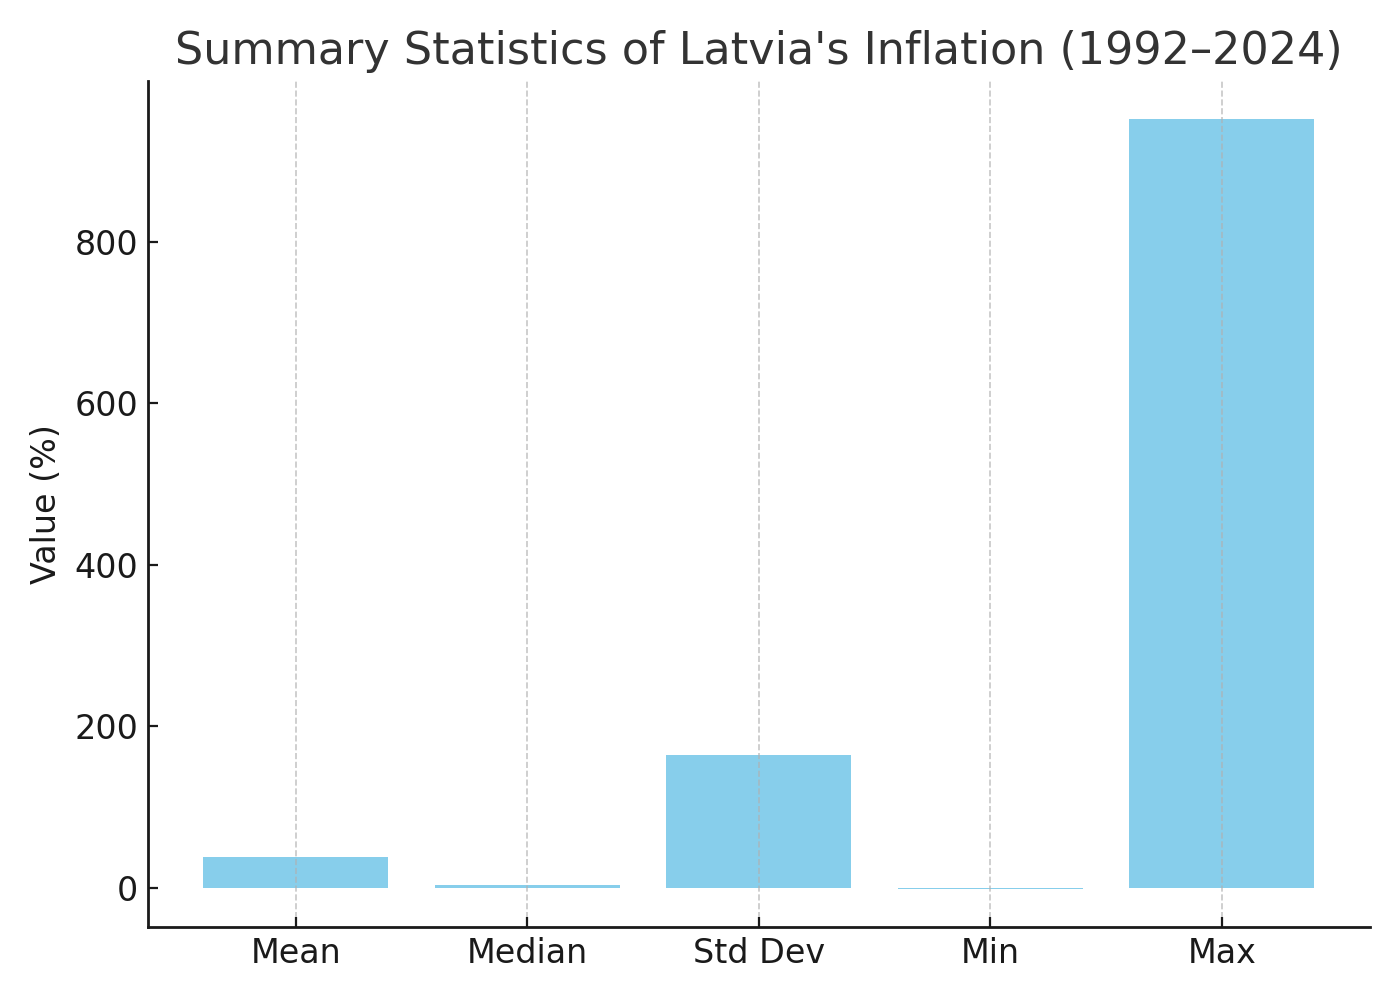 Summary Statistics of Latvia's Inflation (1992–2024)
Value (%)
800
600
400
200
0
Mean Median Std Dev Min Max